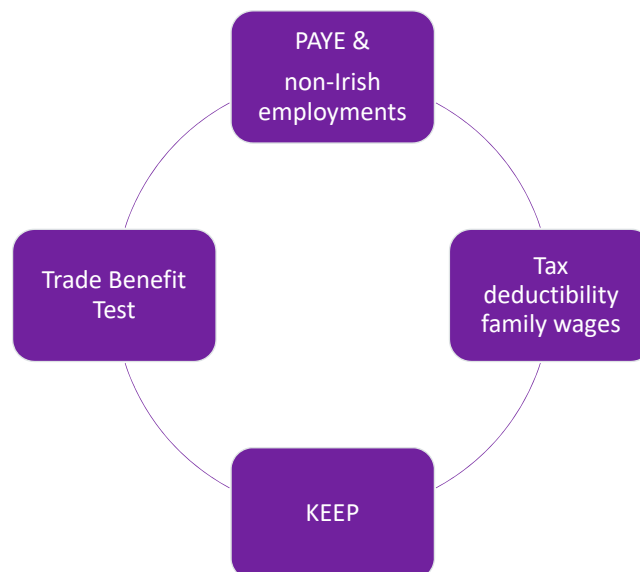 PAYE &
non-Irish
employments
Trade Benefit
Test
Tax
deductibility
family wages
KEEP